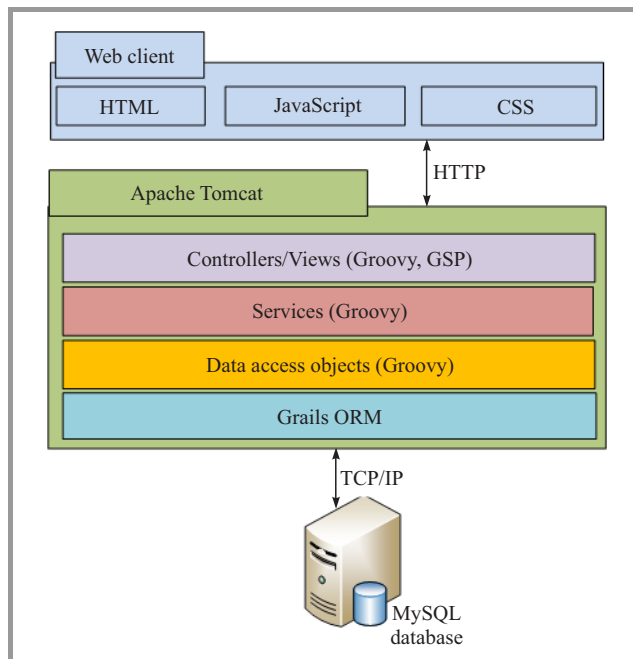 Web client
HTML
JavaScript
CSS
HTTP
Apache Tomcat
Controllers/Views (Groovy, GSP)
Services (Groovy)
Data access objects (Groovy)
Grails ORM
TCP/IP
MySQL
database